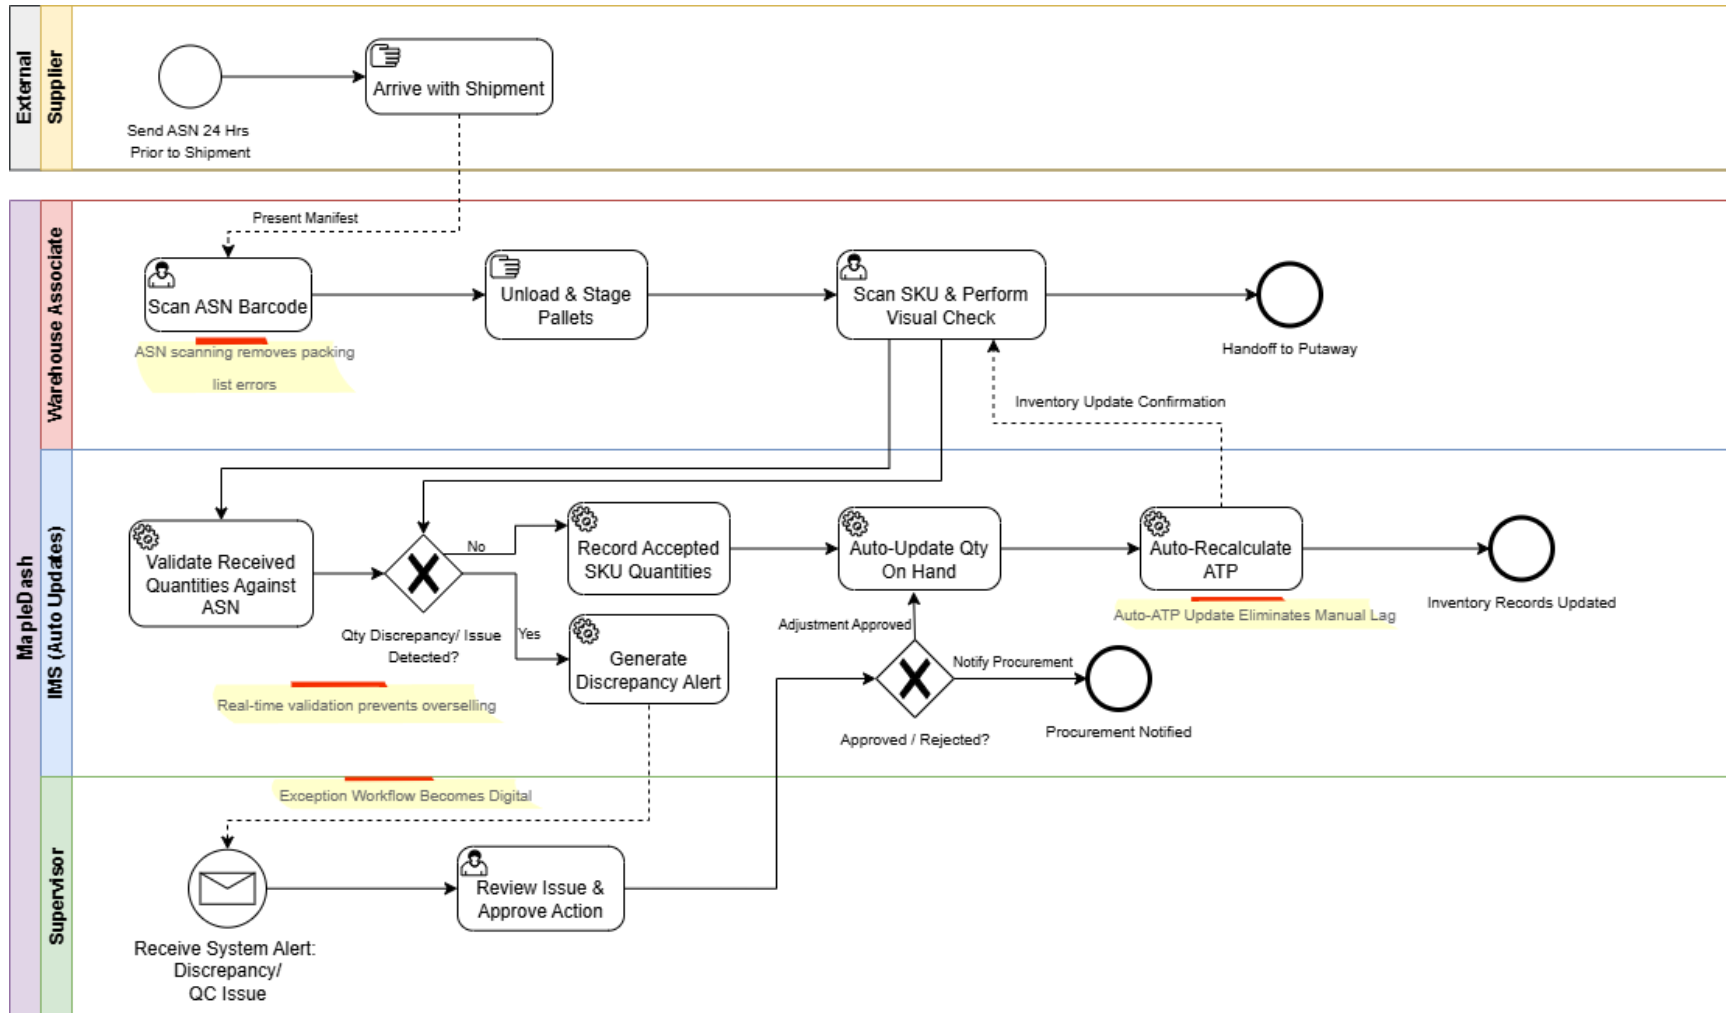 External
Supplier
Send ASN 24 Hrs
Prior to Shipment
Arrive with Shipment
MapleDash
Warehouse Associate
Present Manifest
Scan ASN Barcode
ASN scanning removes packing
list errors
Unload & Stage
Pallets
Scan SKU & Perform
Visual Check
Handoff to Putaway
Inventory Update Confirmation
IMS (Auto Updates)
Validate Received
Quantities Against
ASN
Qty Discrepancy/ Issue
Detected?
Real-time validation prevents overselling
No
Yes
Record Accepted
SKU Quantities
Generate
Discrepancy Alert
Auto-Update Qty
On Hand
Adjustment Approved
Approved / Rejected?
Notify Procurement
Procurement Notified
Auto-Recalculate
ATP
Auto-ATP Update Eliminates Manual Lag
Inventory Records Updated
Supervisor
Exception Workflow Becomes Digital
Receive System Alert:
Discrepancy/
QC Issue
Review Issue &
Approve Action